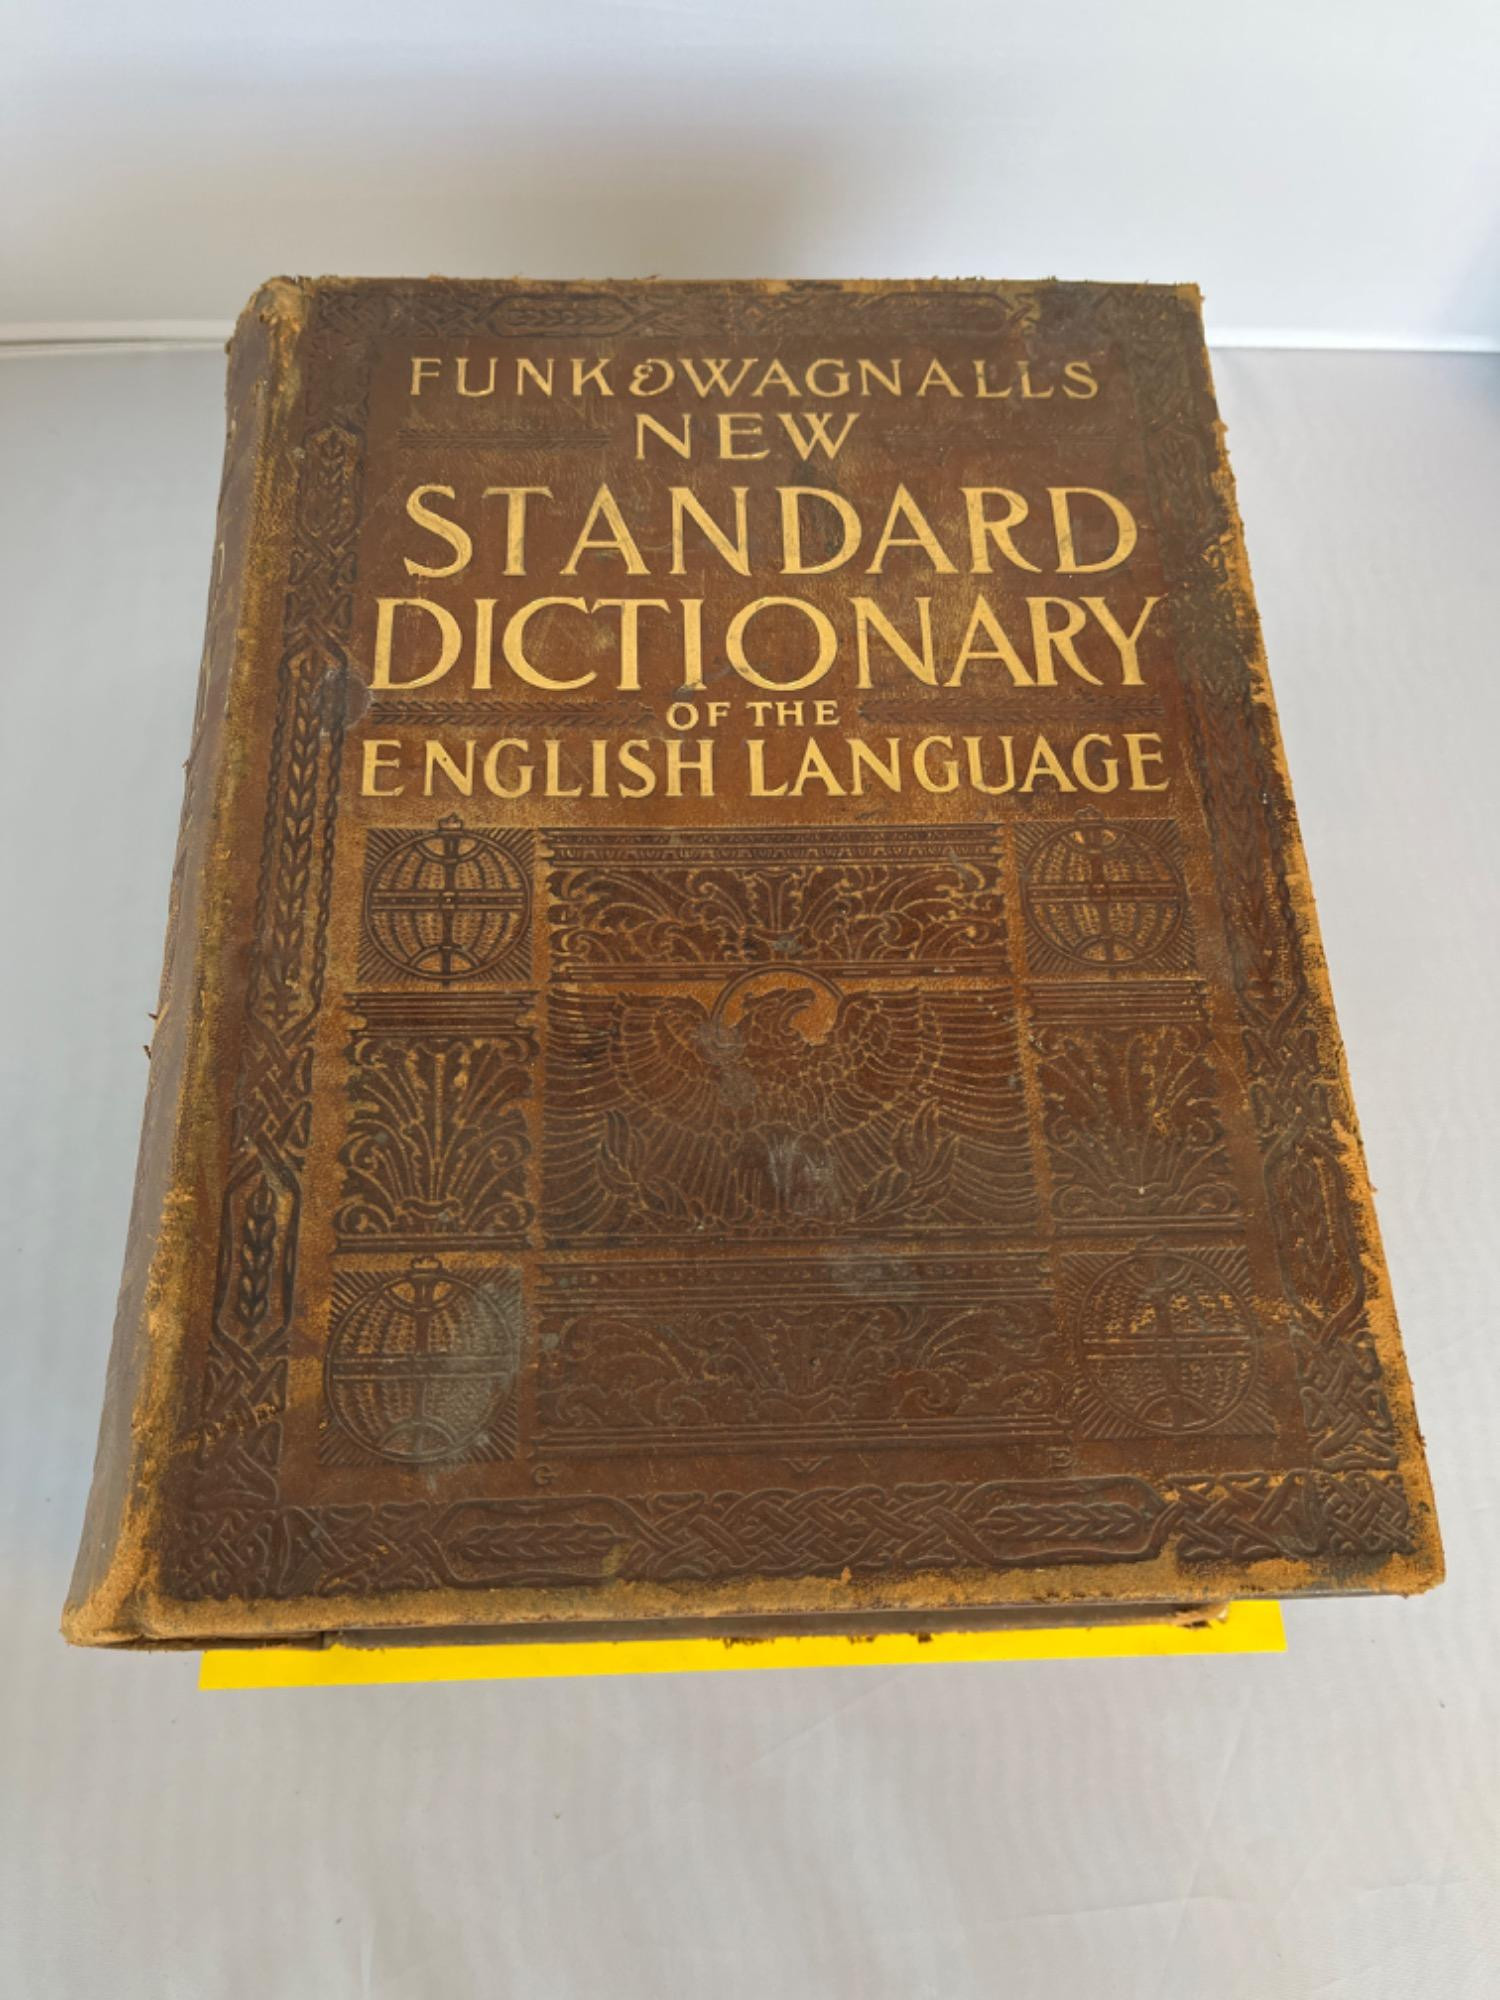 FUNK & WAGNALLS
NEW
STANDARD
DICTIONARY
OF THE
ENGLISH LANGUAGE
G W E